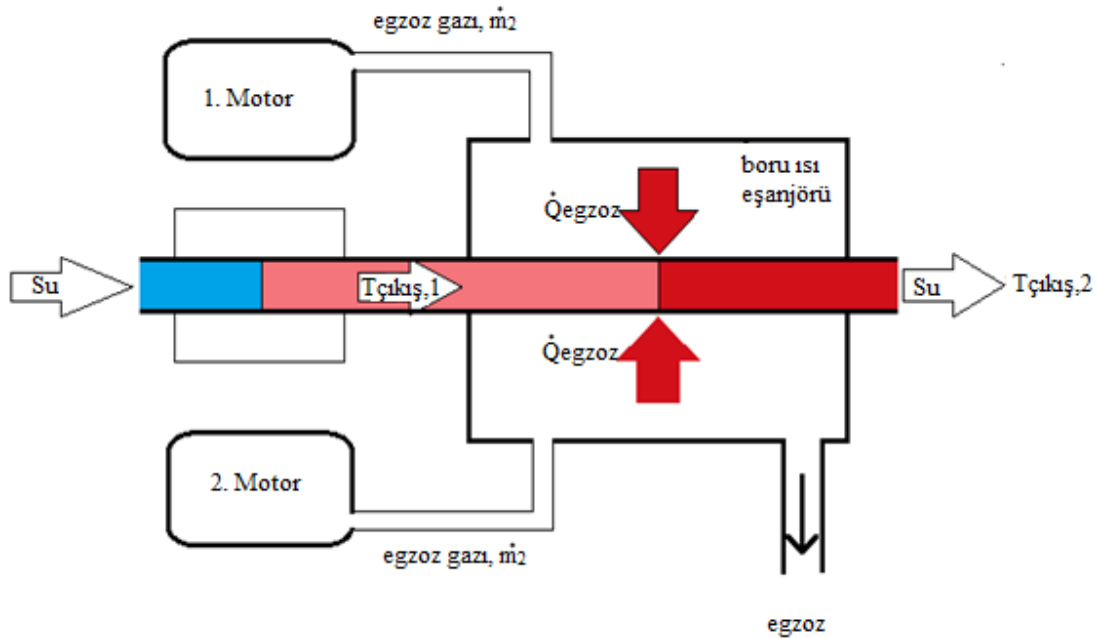 egzoz gazı, ṁ2
1. Motor
boru ısı
eşanjörü
Q̇egzoz
Su
Tçıkış,1
Su
Tçıkış,2
Q̇egzoz
2. Motor
egzoz gazı, ṁ2
egzoz